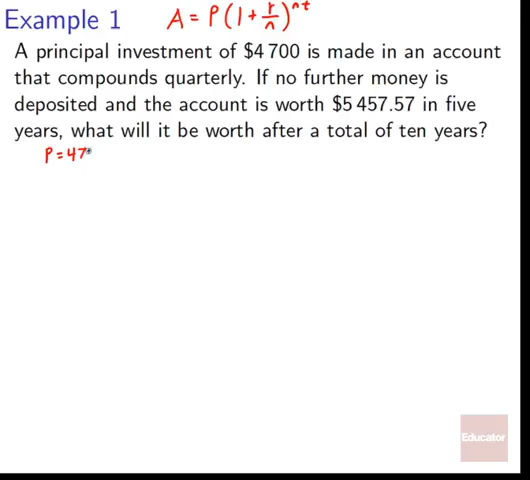 Example 1 A = P(1 + r/n)^nt
A principal investment of $4 700 is made in an account
that compounds quarterly. If no further money is
deposited and the account is worth $5 457.57 in five
years, what will it be worth after a total of ten years?
P = 47
Educator